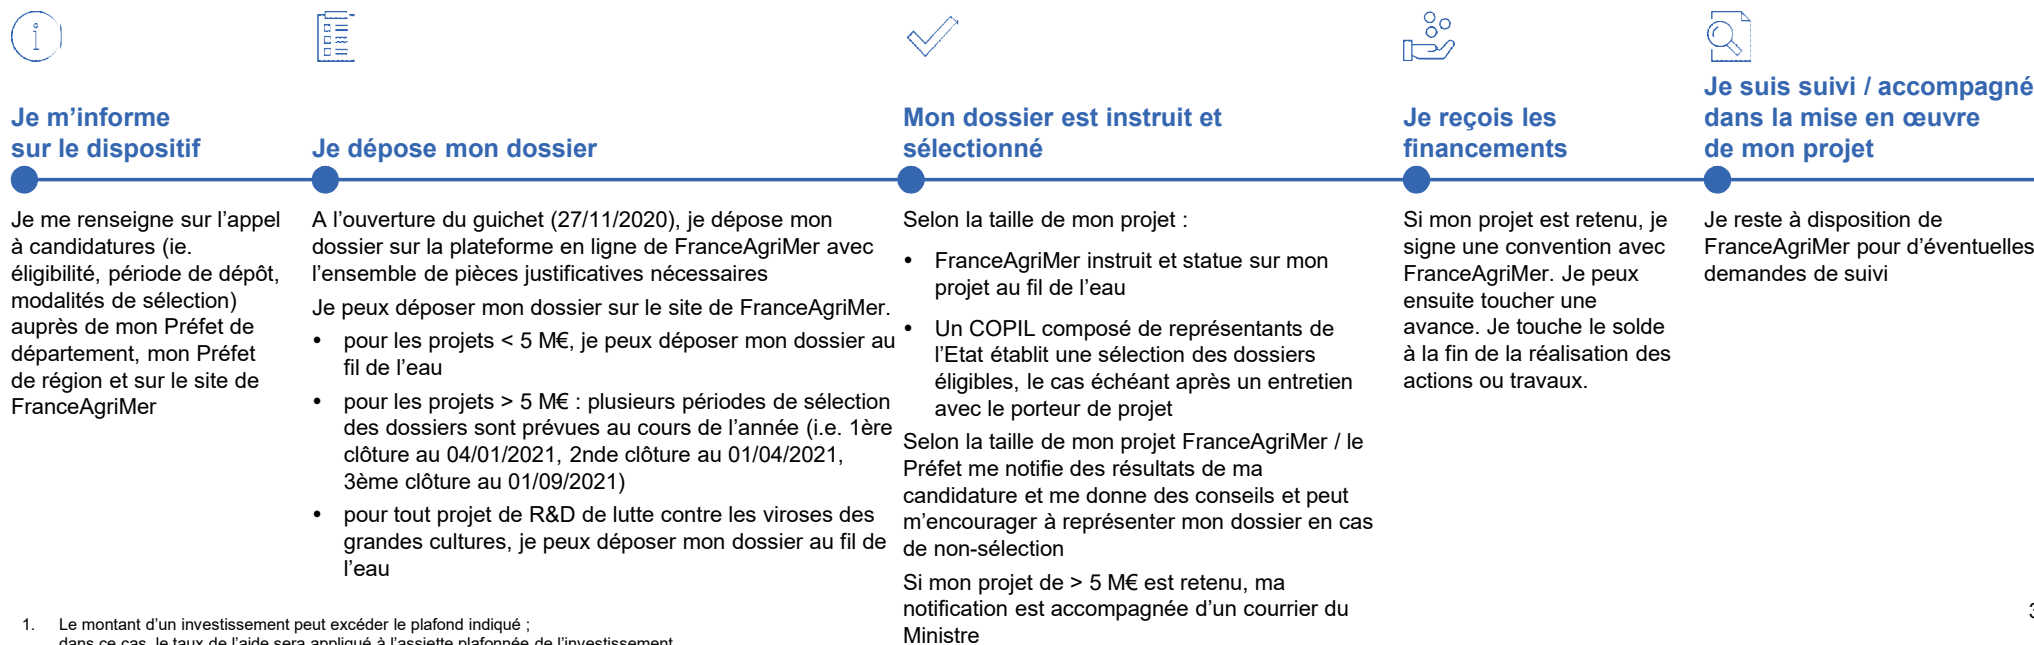 Je m’informe
sur le dispositif
Je me renseigne sur l’appel
à candidatures (ie.
éligibilité, période de dépôt,
modalités de sélection)
auprès de mon Préfet de
département, mon Préfet
de région et sur le site de
FranceAgriMer
Je dépose mon dossier
A l’ouverture du guichet (27/11/2020), je dépose mon
dossier sur la plateforme en ligne de FranceAgriMer avec
l’ensemble de pièces justificatives nécessaires
Je peux déposer mon dossier sur le site de FranceAgriMer.
• pour les projets < 5 M€, je peux déposer mon dossier au
fil de l’eau
• pour les projets > 5 M€ : plusieurs périodes de sélection
des dossiers sont prévues au cours de l’année (i.e. 1ère
clôture au 04/01/2021, 2nde clôture au 01/04/2021,
3ème clôture au 01/09/2021)
• pour tout projet de R&D de lutte contre les viroses des
grandes cultures, je peux déposer mon dossier au fil de
l’eau
Mon dossier est instruit et
sélectionné
Selon la taille de mon projet :
• FranceAgriMer instruit et statue sur mon
projet au fil de l’eau
• Un COPIL composé de représentants de
l’Etat établit une sélection des dossiers
éligibles, le cas échéant après un entretien
avec le porteur de projet
Selon la taille de mon projet FranceAgriMer / le
Préfet me notifie des résultats de ma
candidature et me donne des conseils et peut
m’encourager à représenter mon dossier en cas
de non-sélection
Si mon projet de > 5 M€ est retenu, ma
notification est accompagnée d’un courrier du
Ministre
Je reçois les
financements
Si mon projet est retenu, je
signe une convention avec
FranceAgriMer. Je peux
ensuite toucher une
avance. Je touche le solde
à la fin de la réalisation des
actions ou travaux.
Je suis suivi / accompagné
dans la mise en œuvre
de mon projet
Je reste à disposition de
FranceAgriMer pour d’éventuelles
demandes de suivi
1. Le montant d’un investissement peut excéder le plafond indiqué ;
dans ce cas, le taux de l’aide sera appliqué à l’assiette plafonnée de l’investissement